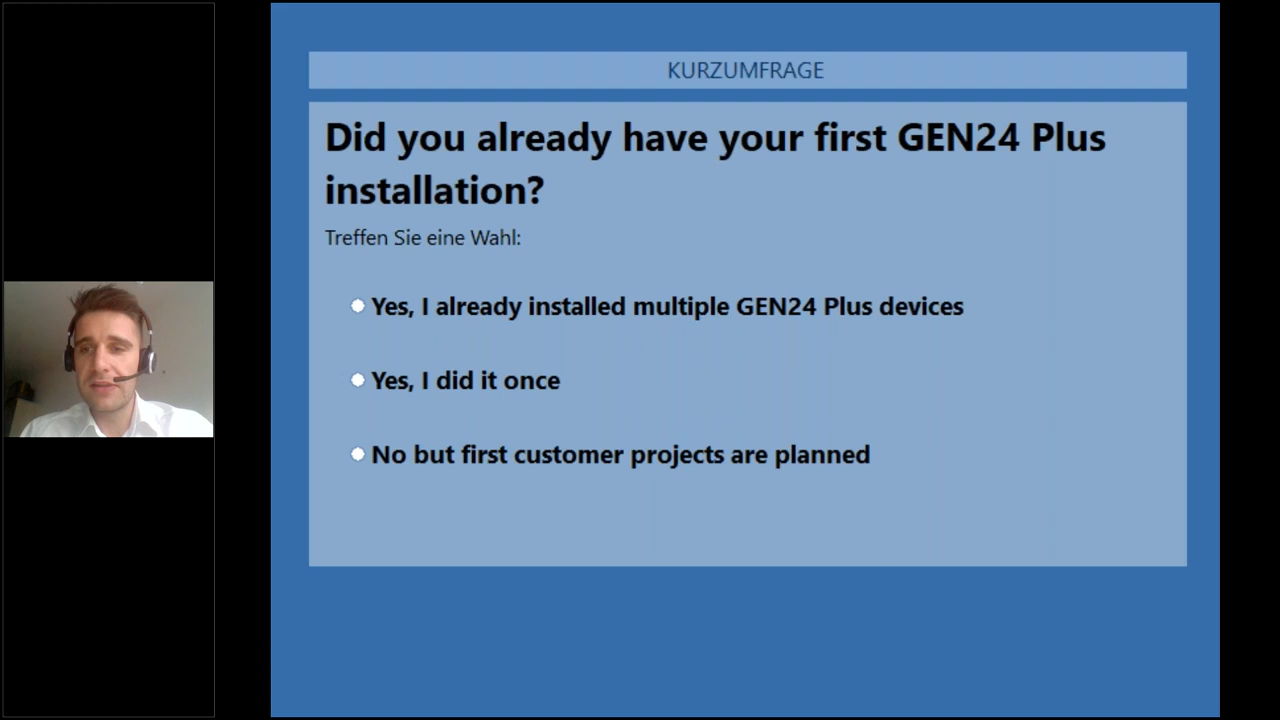 KURZUMFRAGE
Did you already have your first GEN24 Plus
installation?
Treffen Sie eine Wahl:
Yes, I already installed multiple GEN24 Plus devices
Yes, I did it once
No but first customer projects are planned